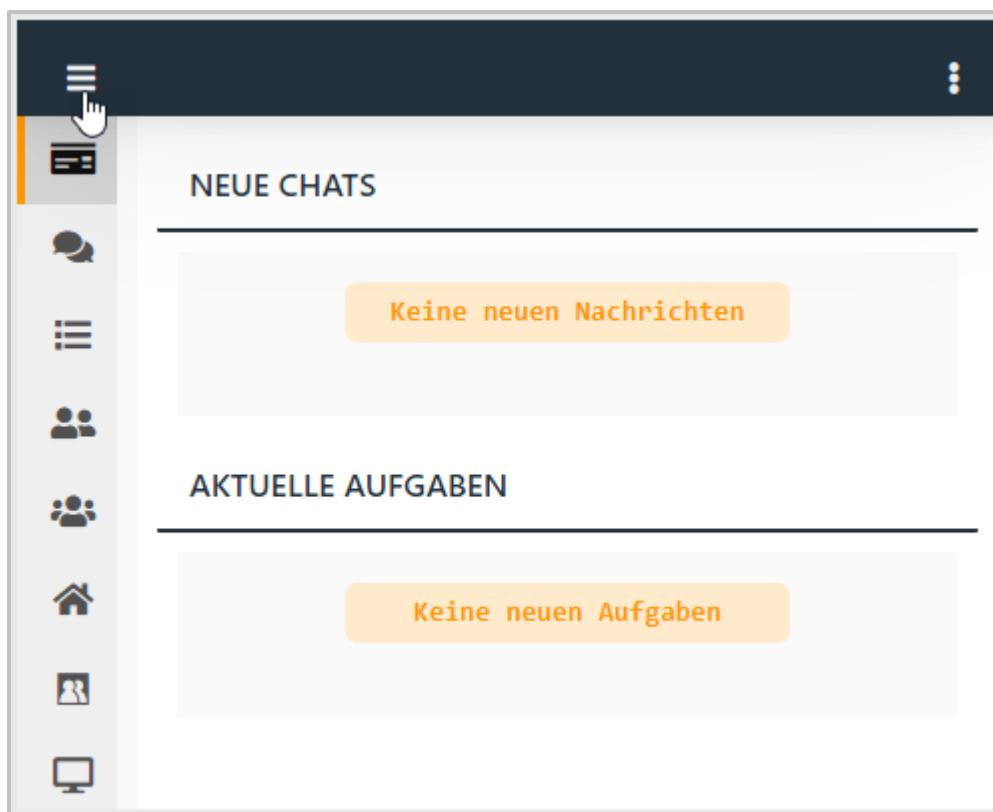 NEUE CHATS
Keine neuen Nachrichten
AKTUELLE AUFGABEN
Keine neuen Aufgaben